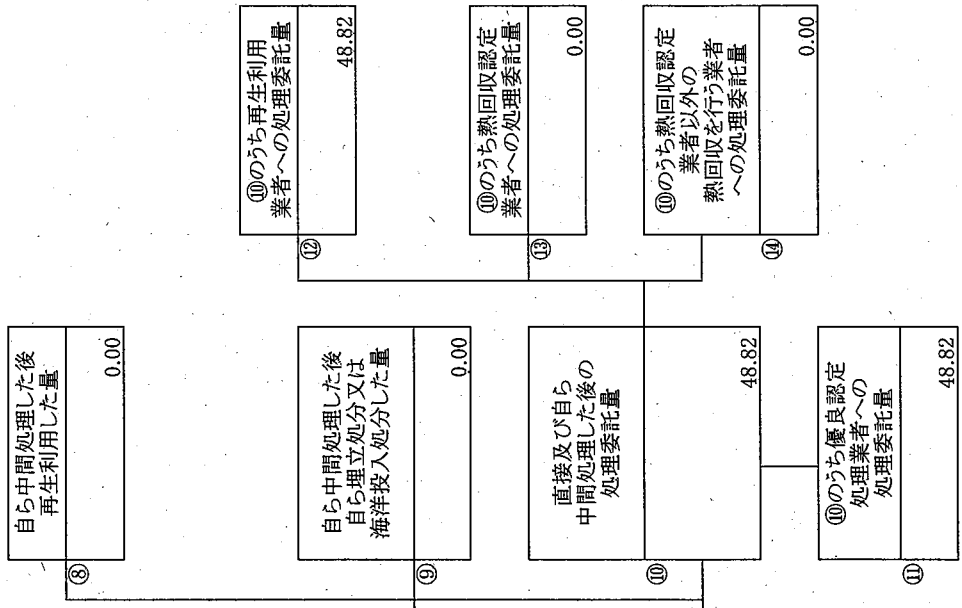 ⑧
自ら中間処理した後
再生利用した量
0.00
⑨
自ら中間処理した後
自ら埋立処分又は
海洋投入処分した量
0.00
⑩
直接及び自ら
中間処理した後の
処理委託量
48.82
⑪
⑩のうち優良認定
処理業者への
処理委託量
48.82
⑫
⑩のうち再生利用
業者への処理委託量
48.82
⑬
⑩のうち熱回収認定
業者への処理委託量
0.00
⑭
⑩のうち熱回収認定
業者以外の
熱回収を行う業者
への処理委託量
0.00